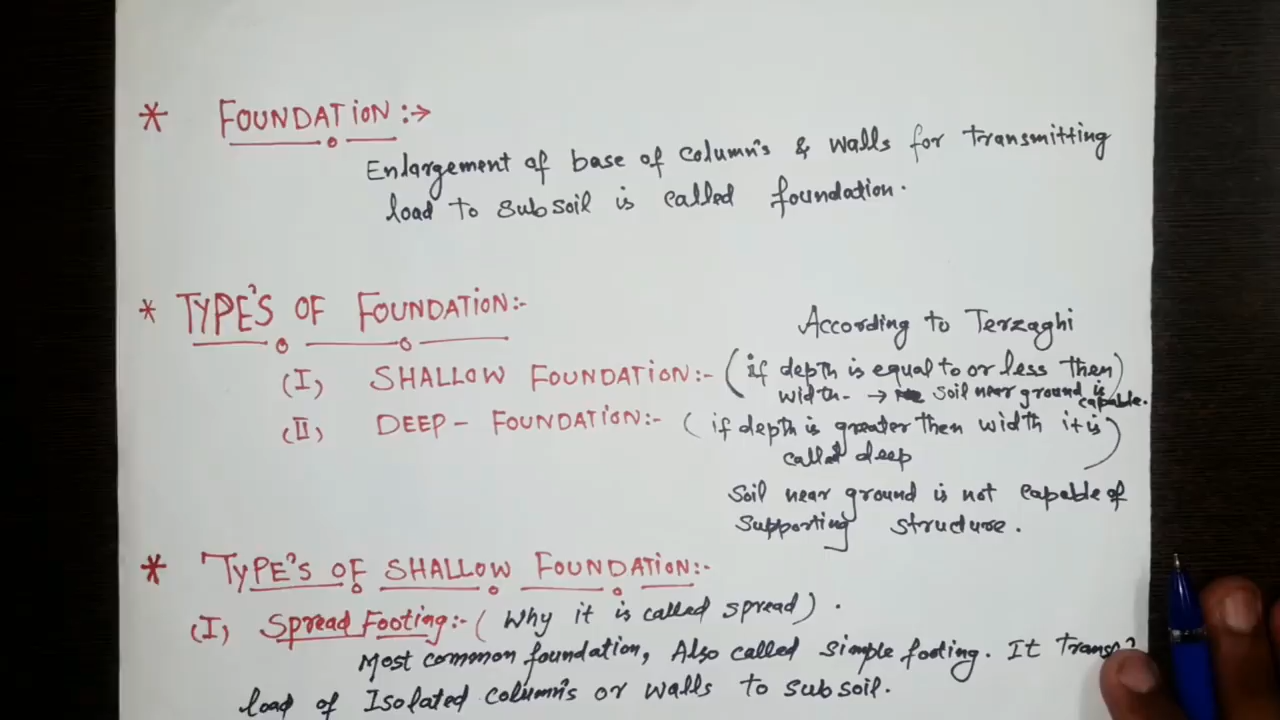 * FOUNDATION:→
Enlargement of base of column's & walls for transmitting
load to subsoil is called foundation.
* TYPE'S OF FOUNDATION:-
According to Terzaghi
(I) SHALLOW FOUNDATION:- (if depth is equal to or less then
width- → soil near ground is capable.)
(II) DEEP- FOUNDATION:- (if depth is greater then width it is
called deep)
Soil near ground is not capable of
supporting structure.
* TYPE'S OF SHALLOW FOUNDATION:-
(I) Spread Footing:- (Why it is called spread).
Most common foundation, Also called simple footing. It
load of Isolated column's or walls to subsoil.